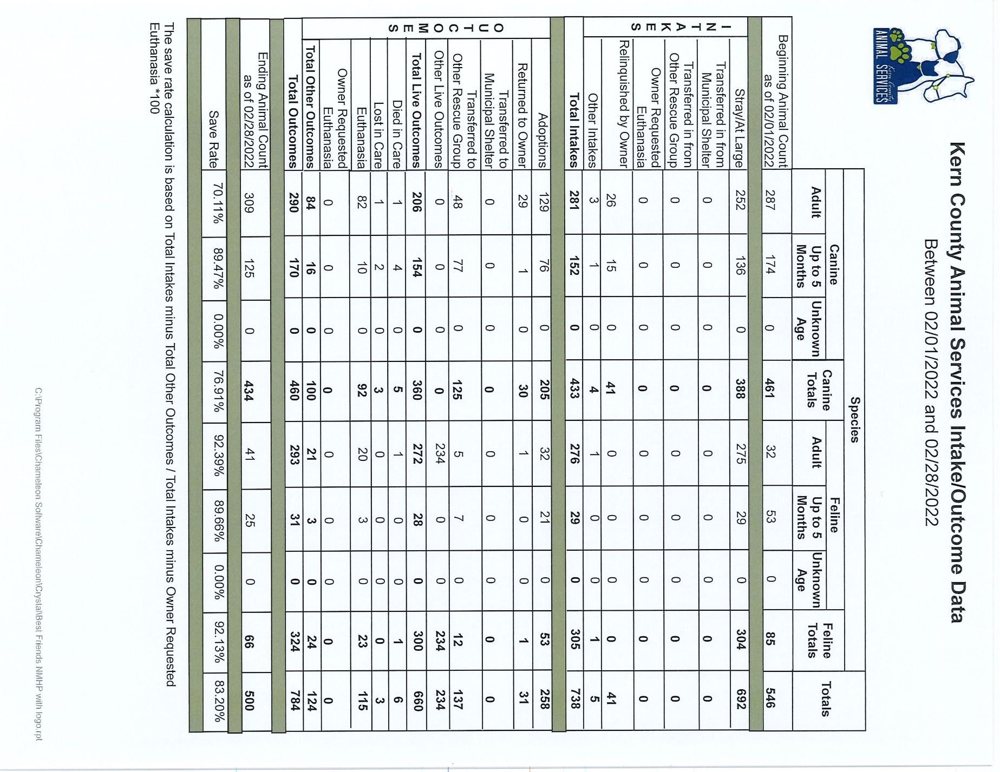 Kern County
ANIMAL SERVICES
Kern County Animal Services Intake/Outcome Data
Between 02/01/2022 and 02/28/2022
Species
Canine Canine Totals Feline Feline Totals Totals
Adult Up to 5 Months Unknown Age Adult Up to 5 Months Unknown Age
Beginning Animal Count
as of 02/01/2022 287 174 0 461 32 53 0 85 546
INTAKES
Stray/At Large 252 136 0 388 275 29 0 304 692
Transferred in from
Municipal Shelter 0 0 0 0 0 0 0 0 0
Transferred in from
Other Rescue Group 0 0 0 0 0 0 0 0 0
Owner Requested
Euthanasia 0 0 0 0 0 0 0 0 0
Relinquished by Owner 26 15 0 41 0 0 0 0 41
Other Intakes 3 1 0 4 1 0 0 1 5
Total Intakes 281 152 0 433 276 29 0 305 738
OUTCOMES
Adoptions 129 76 0 205 32 21 0 53 258
Returned to Owner 29 1 0 30 1 0 0 1 31
Transferred to
Municipal Shelter 0 0 0 0 0 0 0 0 0
Transferred to
Other Rescue Group 48 77 0 125 5 7 0 12 137
Other Live Outcomes 0 0 0 0 234 0 0 234 234
Total Live Outcomes 206 154 0 360 272 28 0 300 660
Died in Care 1 4 0 5 1 0 0 1 6
Lost in Care 1 2 0 3 0 0 0 0 3
Euthanasia 82 10 0 92 20 3 0 23 115
Owner Requested
Euthanasia 0 0 0 0 0 0 0 0 0
Total Other Outcomes 84 16 0 100 21 3 0 24 124
Total Outcomes 290 170 0 460 293 31 0 324 784
Ending Animal Count
as of 02/28/2022 309 125 0 434 41 25 0 66 500
Save Rate 70.11% 89.47% 0.00% 76.91% 92.39% 89.66% 0.00% 92.13% 83.20%
The save rate calculation is based on Total Intakes minus Total Other Outcomes / Total Intakes minus Owner Requested
Euthanasia *100
C:\Program Files\Chameleon Software\Chameleon\Crystal\Best Friends NMHP with logo.rpt